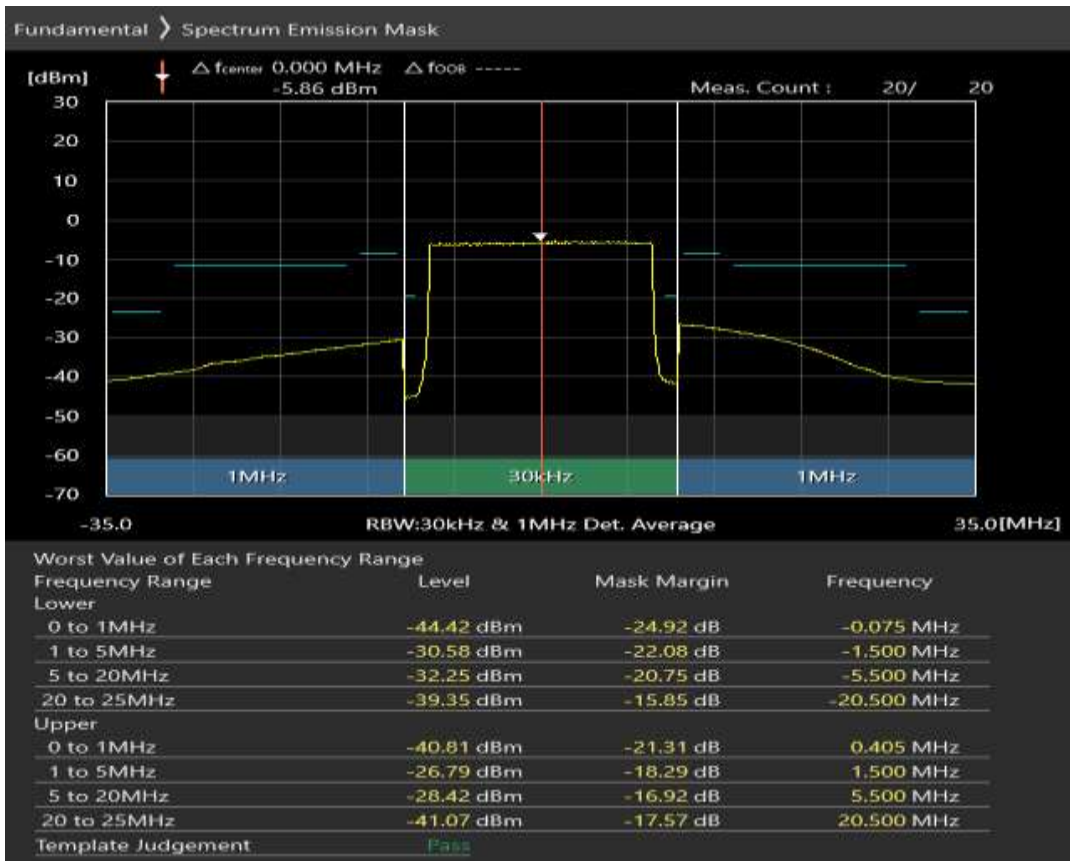 Fundamental 》 Spectrum Emission Mask
△ fcenter 0.000 MHz △ fOOB -----
[dBm] -5.86 dBm Meas. Count : 20/ 20
30
20
10
0
-10
-20
-30
-40
-50
-60
-70
1MHz 30kHz 1MHz
-35.0 RBW:30kHz & 1MHz Det. Average 35.0[MHz]
Worst Value of Each Frequency Range
Frequency Range Level Mask Margin Frequency
Lower
0 to 1MHz -44.42 dBm -24.92 dB -0.075 MHz
1 to 5MHz -30.58 dBm -22.08 dB -1.500 MHz
5 to 20MHz -32.25 dBm -20.75 dB -5.500 MHz
20 to 25MHz -39.35 dBm -15.85 dB -20.500 MHz
Upper
0 to 1MHz -40.81 dBm -21.31 dB 0.405 MHz
1 to 5MHz -26.79 dBm -18.29 dB 1.500 MHz
5 to 20MHz -28.42 dBm -16.92 dB 5.500 MHz
20 to 25MHz -41.07 dBm -17.57 dB 20.500 MHz
Template Judgement Pass